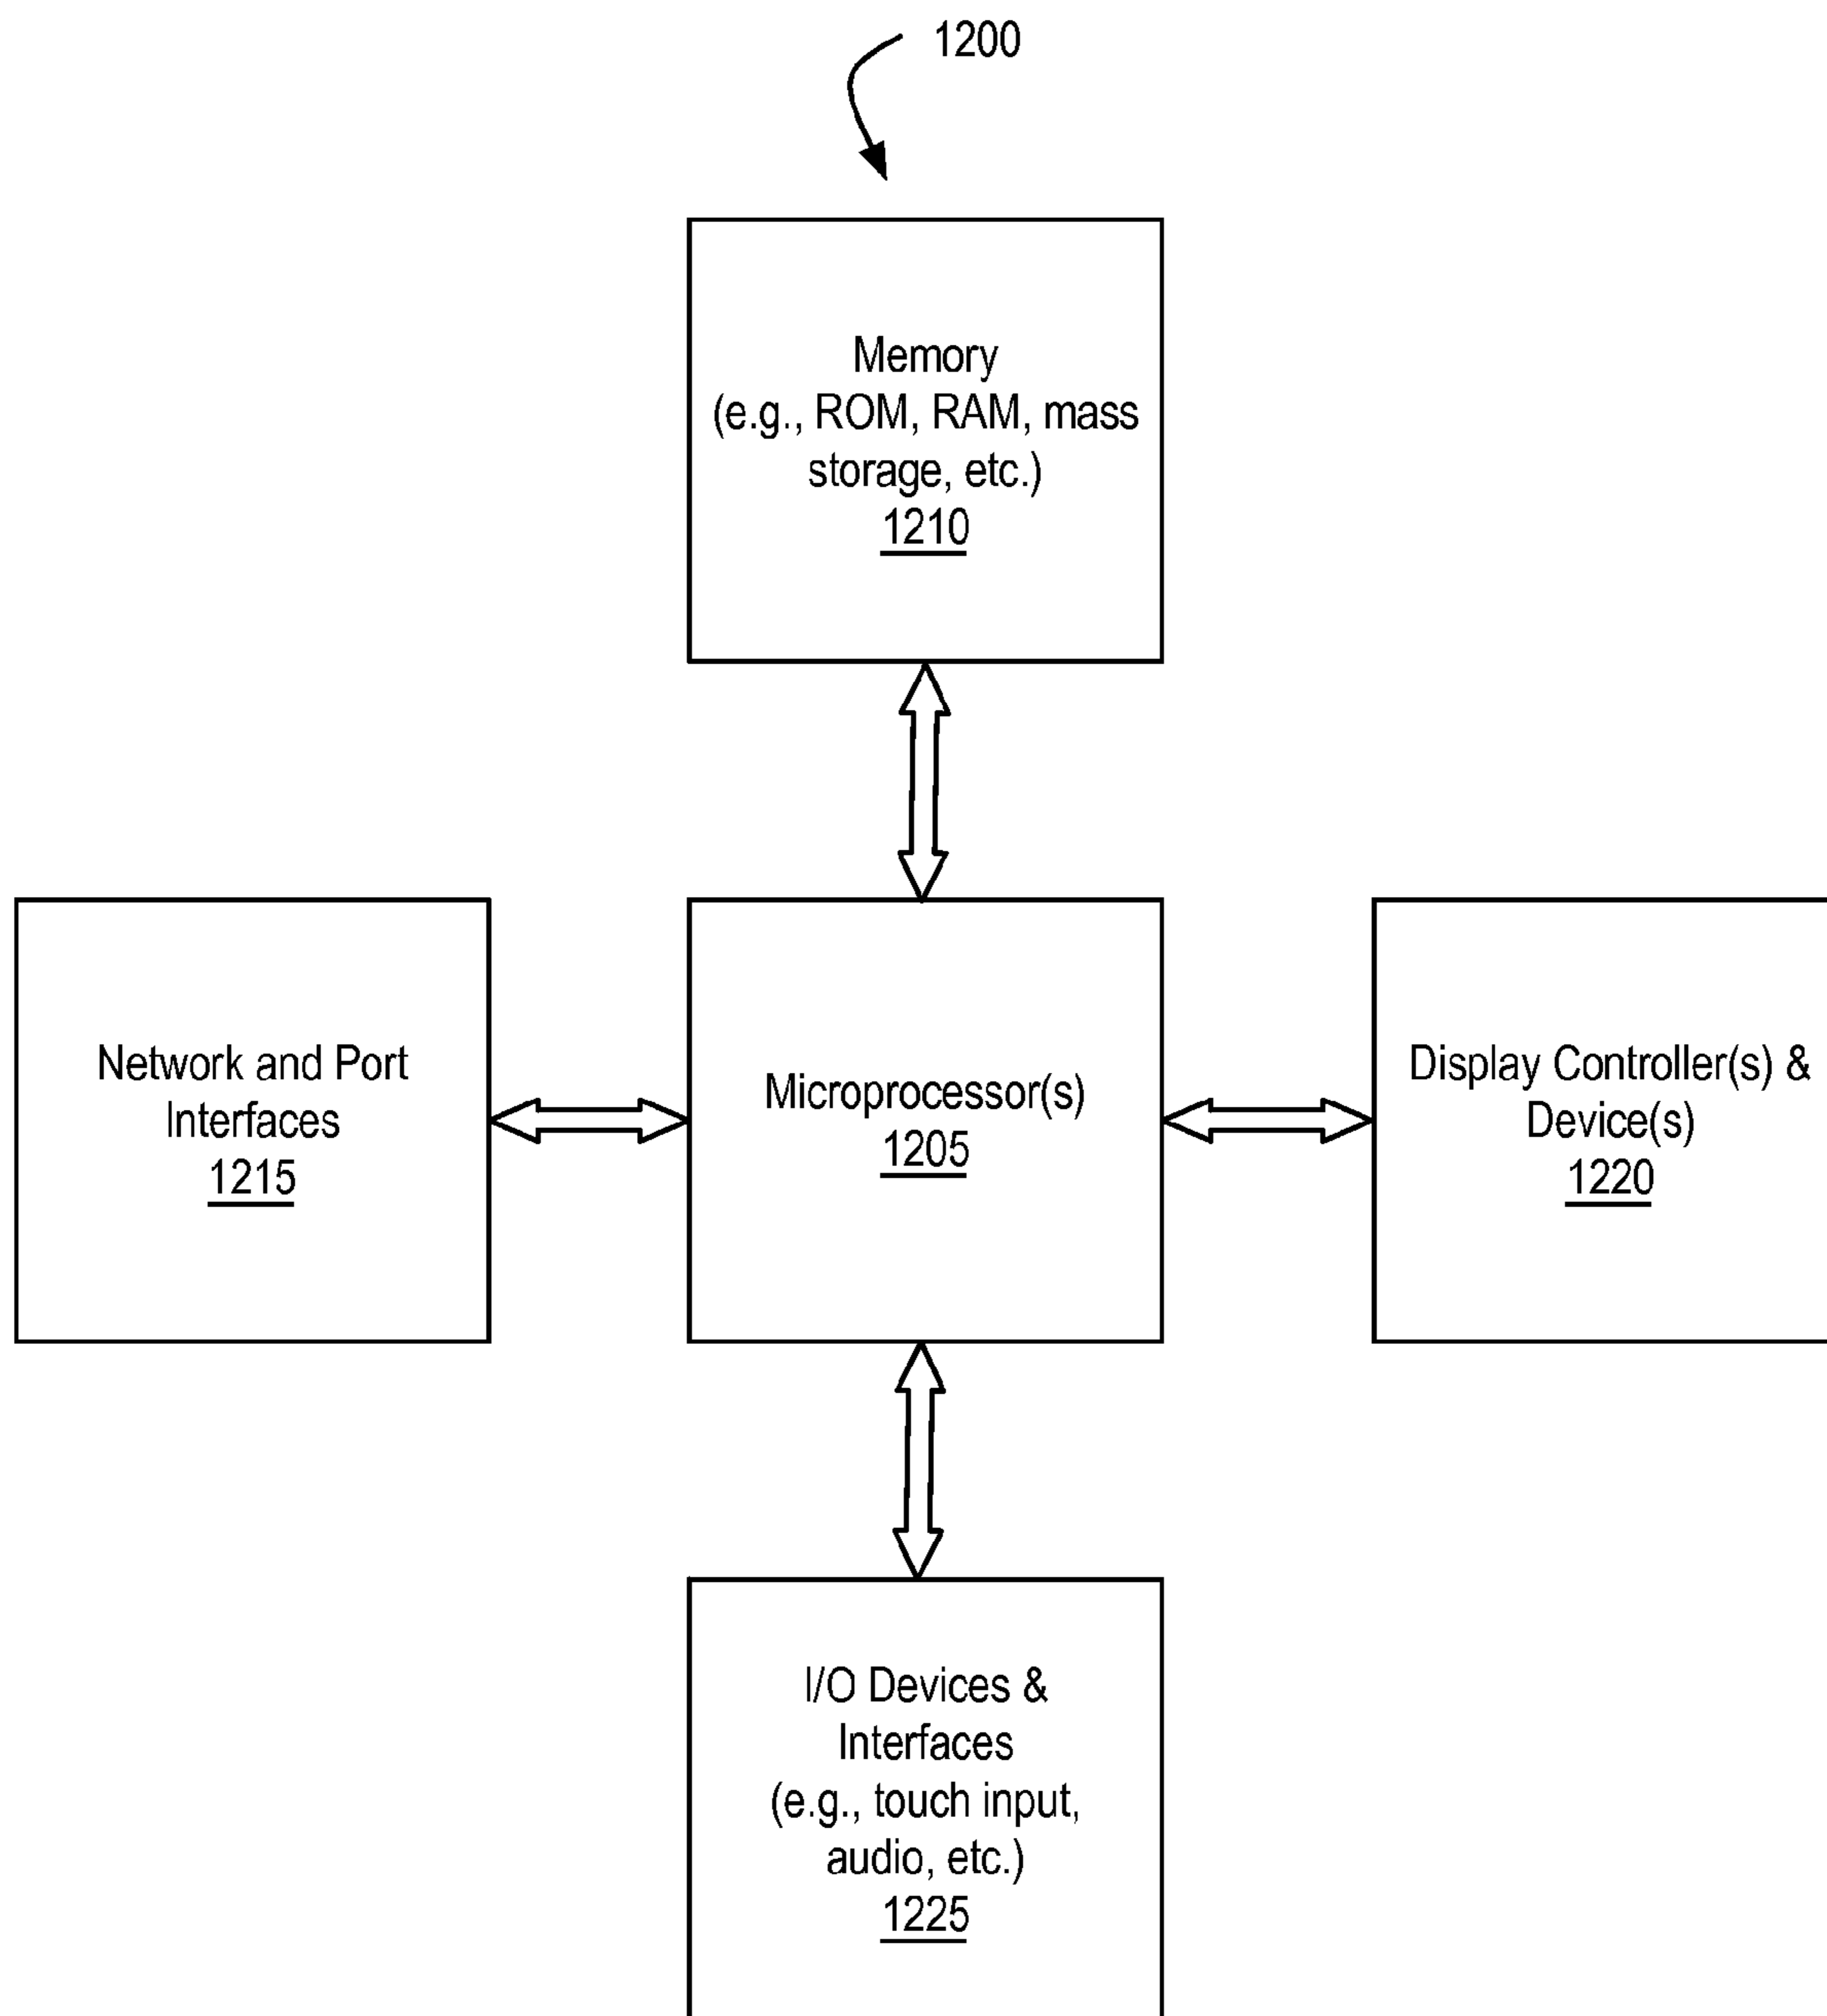 1200
Memory
(e.g., ROM, RAM, mass
storage, etc.)
1210
Network and Port
Interfaces
1215
Microprocessor(s)
1205
Display Controller(s) &
Device(s)
1220
I/O Devices &
Interfaces
(e.g., touch input,
audio, etc.)
1225